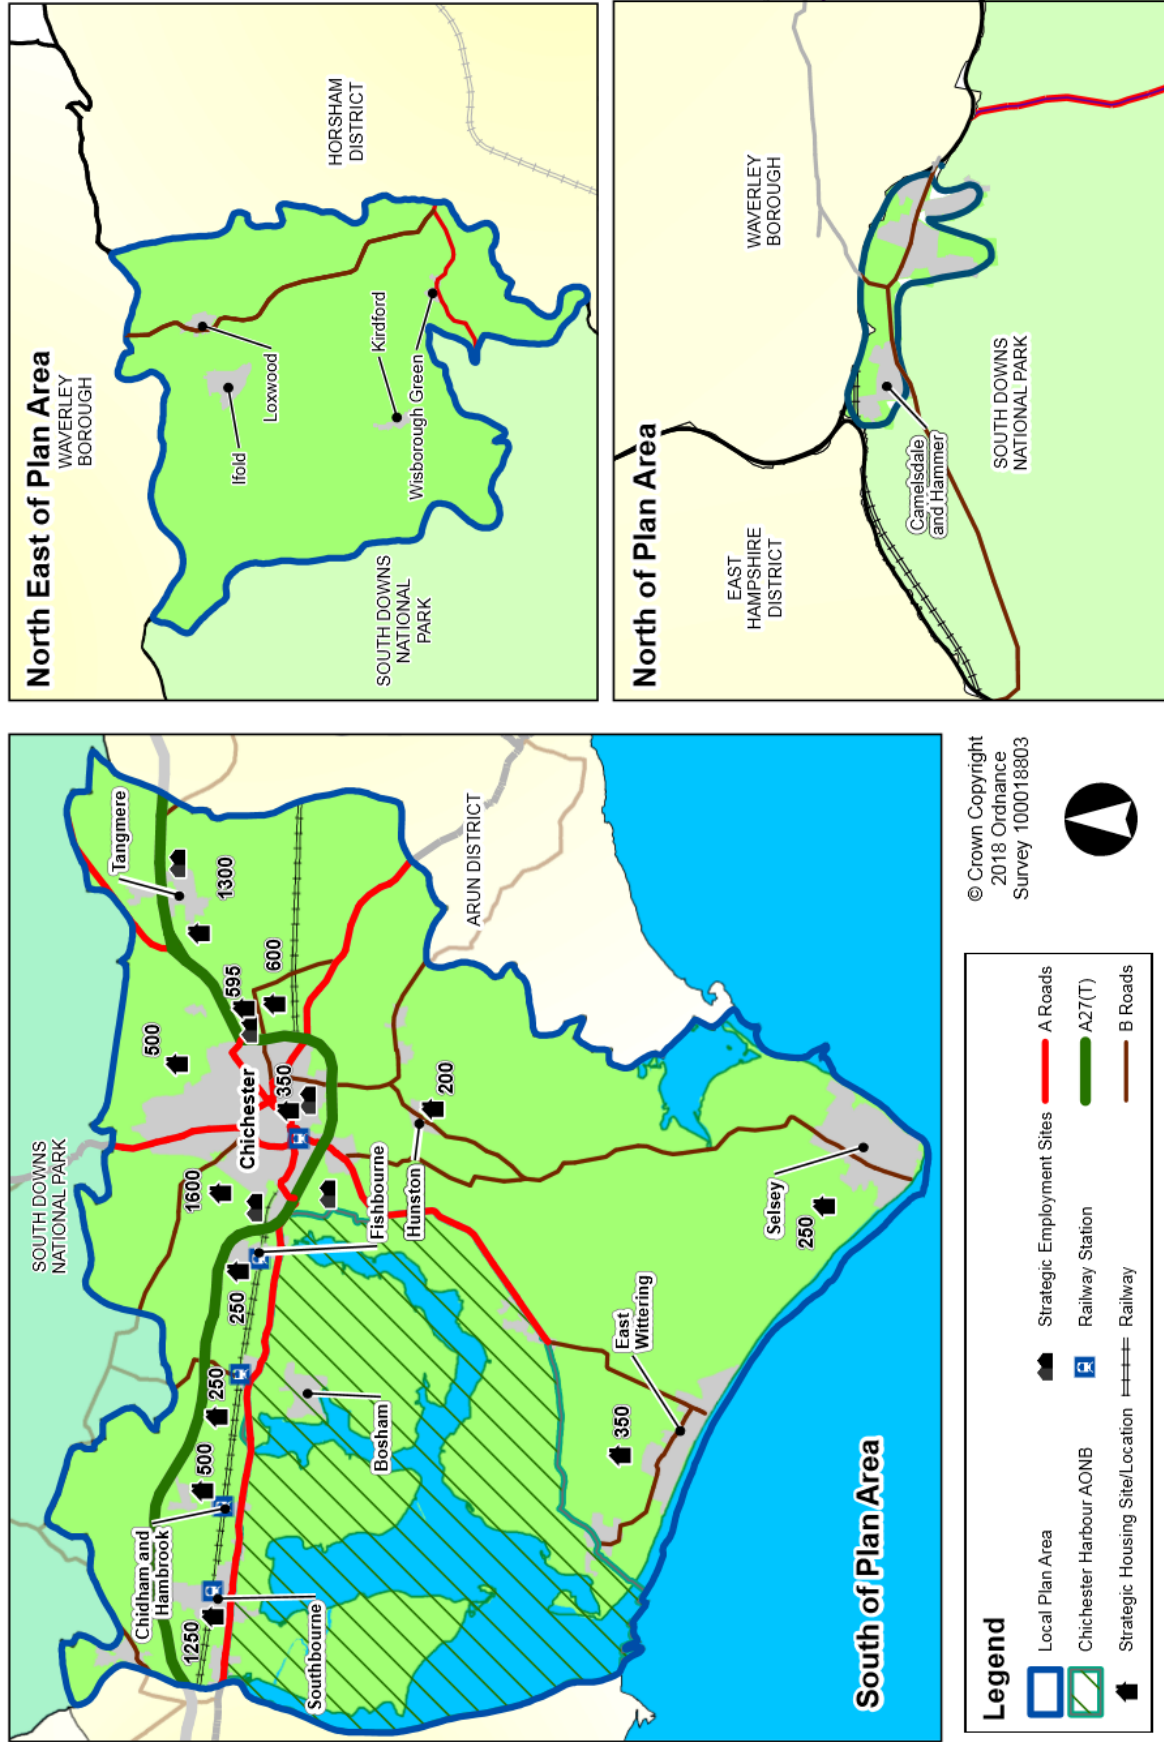 South of Plan Area
SOUTH DOWNS
NATIONAL PARK
Tangmere
1300
595
600
500
Chichester
350
1600
Fishbourne
Hunston
200
250
250
500
Chidham and
Hambrook
1250
Southbourne
Bosham
ARUN DISTRICT
Selsey
250
East
Wittering
350
North East of Plan Area
WAVERLEY
BOROUGH
HORSHAM
DISTRICT
Loxwood
Ifold
Kirdford
Wisborough Green
SOUTH DOWNS
NATIONAL
PARK
North of Plan Area
WAVERLEY
BOROUGH
EAST
HAMPSHIRE
DISTRICT
Camelsdale
and Hammer
SOUTH DOWNS
NATIONAL PARK
Legend
Local Plan Area
Chichester Harbour AONB
Strategic Housing Site/Location
Strategic Employment Sites
Railway Station
Railway
A Roads
A27(T)
B Roads
© Crown Copyright
2018 Ordnance
Survey 100018803